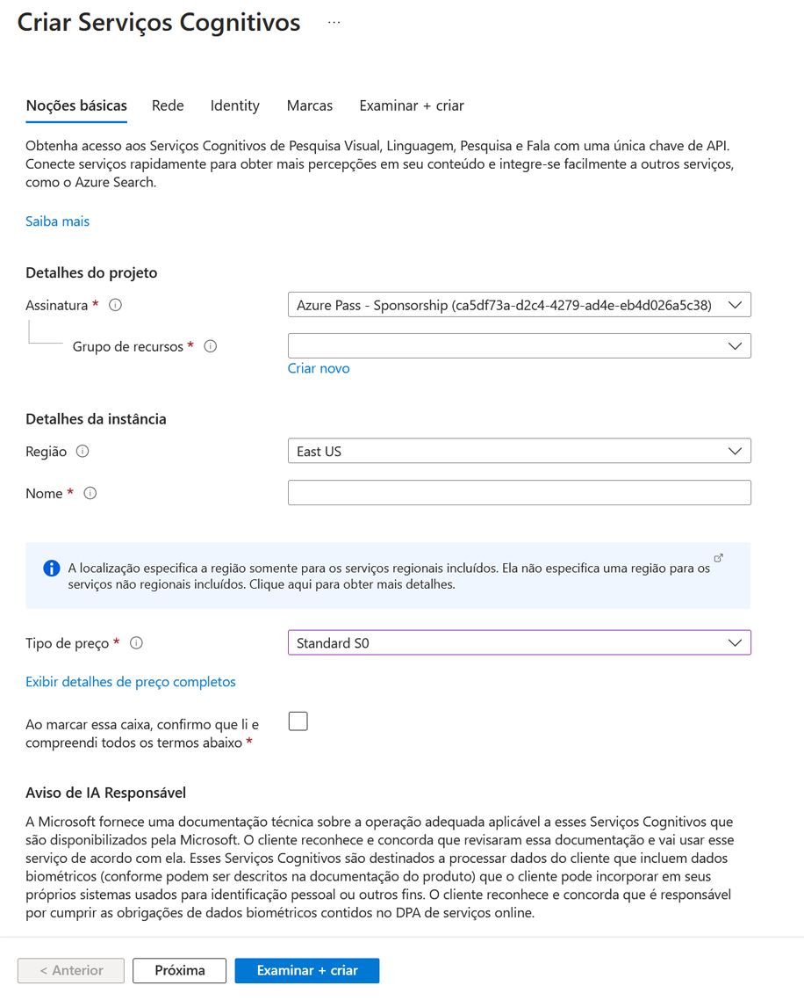 Criar Serviços Cognitivos ...
Noções básicas Rede Identity Marcas Examinar + criar
Obtenha acesso aos Serviços Cognitivos de Pesquisa Visual, Linguagem, Pesquisa e Fala com uma única chave de API.
Conecte serviços rapidamente para obter mais percepções em seu conteúdo e integre-se facilmente a outros serviços,
como o Azure Search.
Saiba mais
Detalhes do projeto
Assinatura *
Azure Pass - Sponsorship (ca5df73a-d2c4-4279-ad4e-eb4d026a5c38)
Grupo de recursos *
Criar novo
Detalhes da instância
Região
East US
Nome *
A localização especifica a região somente para os serviços regionais incluídos. Ela não especifica uma região para os
serviços não regionais incluídos. Clique aqui para obter mais detalhes.
Tipo de preço *
Standard S0
Exibir detalhes de preço completos
Ao marcar essa caixa, confirmo que li e
compreendi todos os termos abaixo *
Aviso de IA Responsável
A Microsoft fornece uma documentação técnica sobre a operação adequada aplicável a esses Serviços Cognitivos que
são disponibilizados pela Microsoft. O cliente reconhece e concorda que revisaram essa documentação e vai usar esse
serviço de acordo com ela. Esses Serviços Cognitivos são destinados a processar dados do cliente que incluem dados
biométricos (conforme podem ser descritos na documentação do produto) que o cliente pode incorporar em seus
próprios sistemas usados para identificação pessoal ou outros fins. O cliente reconhece e concorda que é responsável
por cumprir as obrigações de dados biométricos contidos no DPA de serviços online.
< Anterior Próxima Examinar + criar